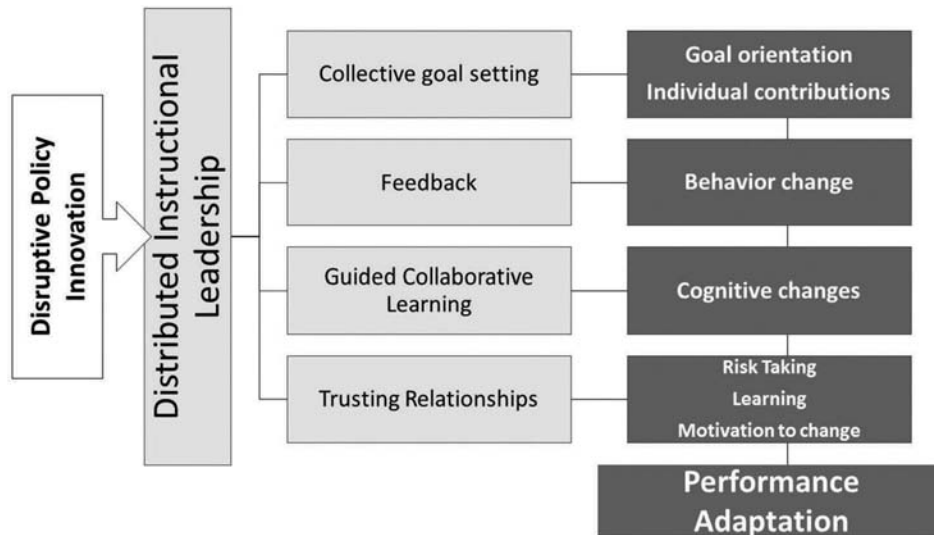 Disruptive Policy
Innovation
Distributed Instructional
Leadership
Collective goal setting
Feedback
Guided Collaborative
Learning
Trusting Relationships
Goal orientation
Individual contributions
Behavior change
Cognitive changes
Risk Taking
Learning
Motivation to change
Performance
Adaptation